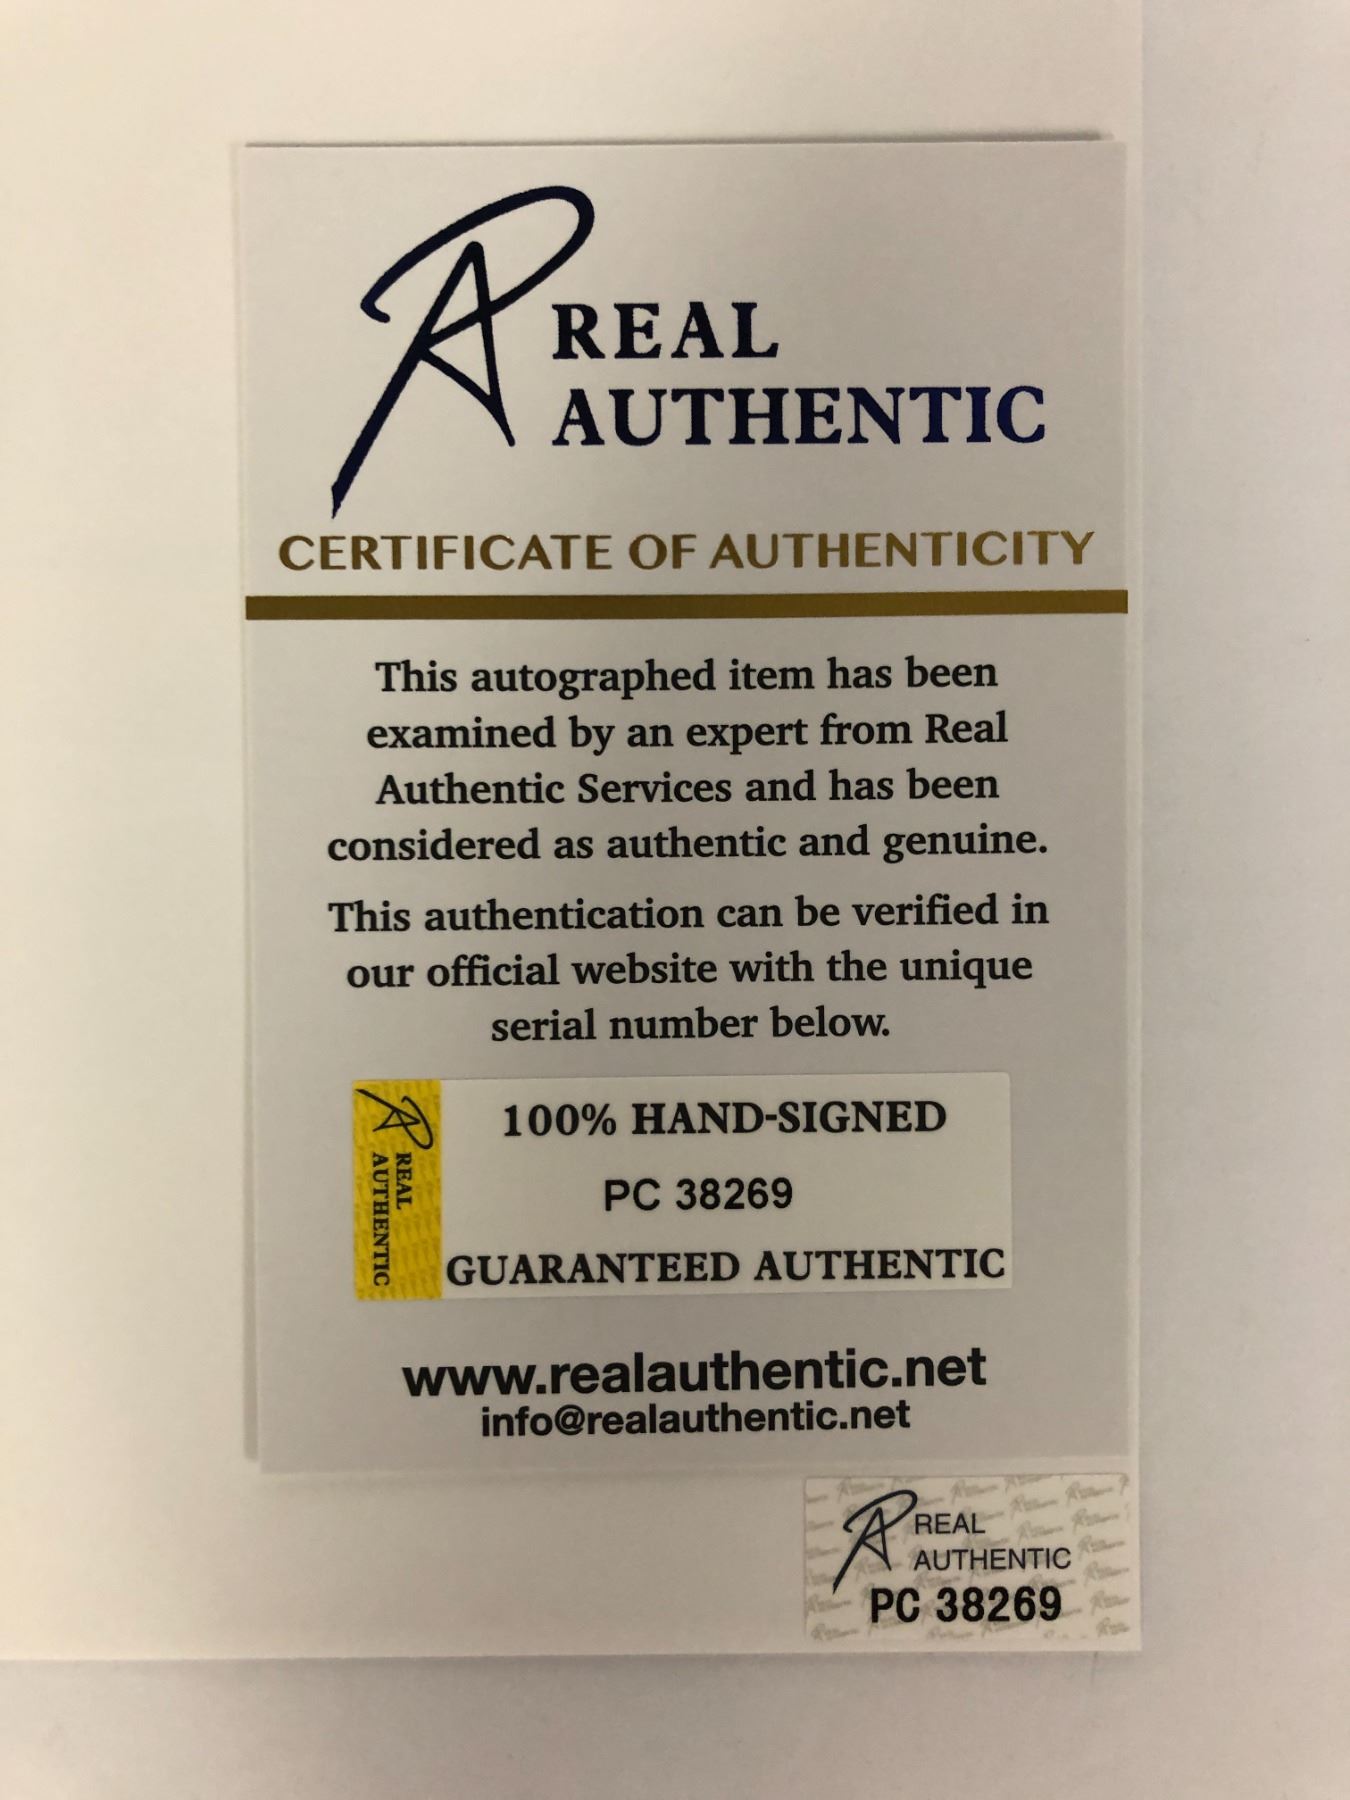 REAL
AUTHENTIC
CERTIFICATE OF AUTHENTICITY
This autographed item has been
examined by an expert from Real
Authentic Services and has been
considered as authentic and genuine.
This authentication can be verified in
our official website with the unique
serial number below.
REAL
AUTHENTIC
100% HAND-SIGNED
PC 38269
GUARANTEED AUTHENTIC
www.realauthentic.net
info@realauthentic.net
REAL
AUTHENTIC
PC 38269